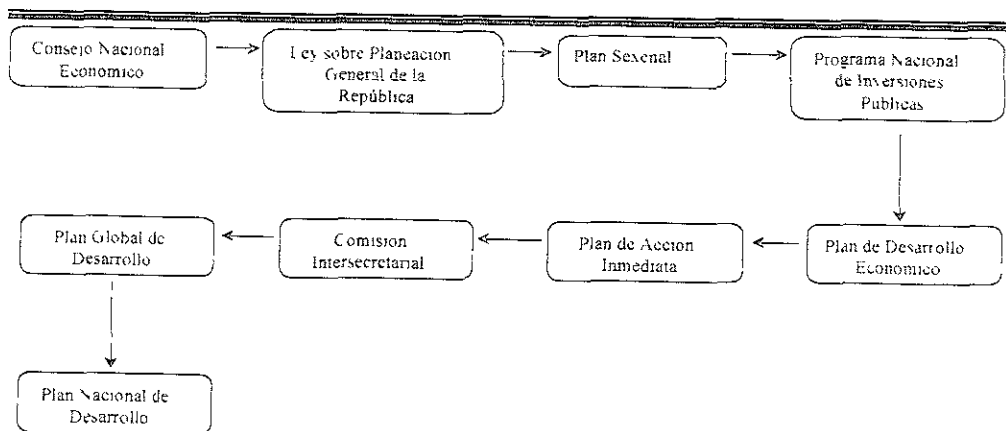 Consejo Nacional
Economico
Ley sobre Planeacion
General de la
República
Plan Sexenal
Programa Nacional
de Inversiones
Publicas
Plan de Desarrollo
Economico
Plan de Accion
Inmediata
Comision
Intersecretarial
Plan Global de
Desarrollo
Plan Nacional de
Desarrollo